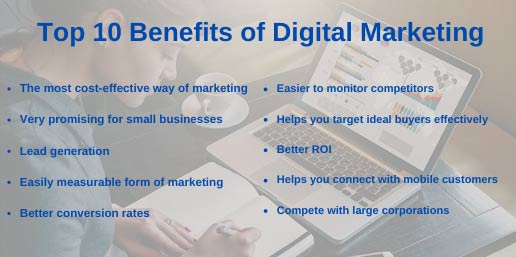 Top 10 Benefits of Digital Marketing
• The most cost-effective way of marketing
• Very promising for small businesses
• Lead generation
• Easily measurable form of marketing
• Better conversion rates
• Easier to monitor competitors
• Helps you target ideal buyers effectively
• Better ROI
• Helps you connect with mobile customers
• Compete with large corporations